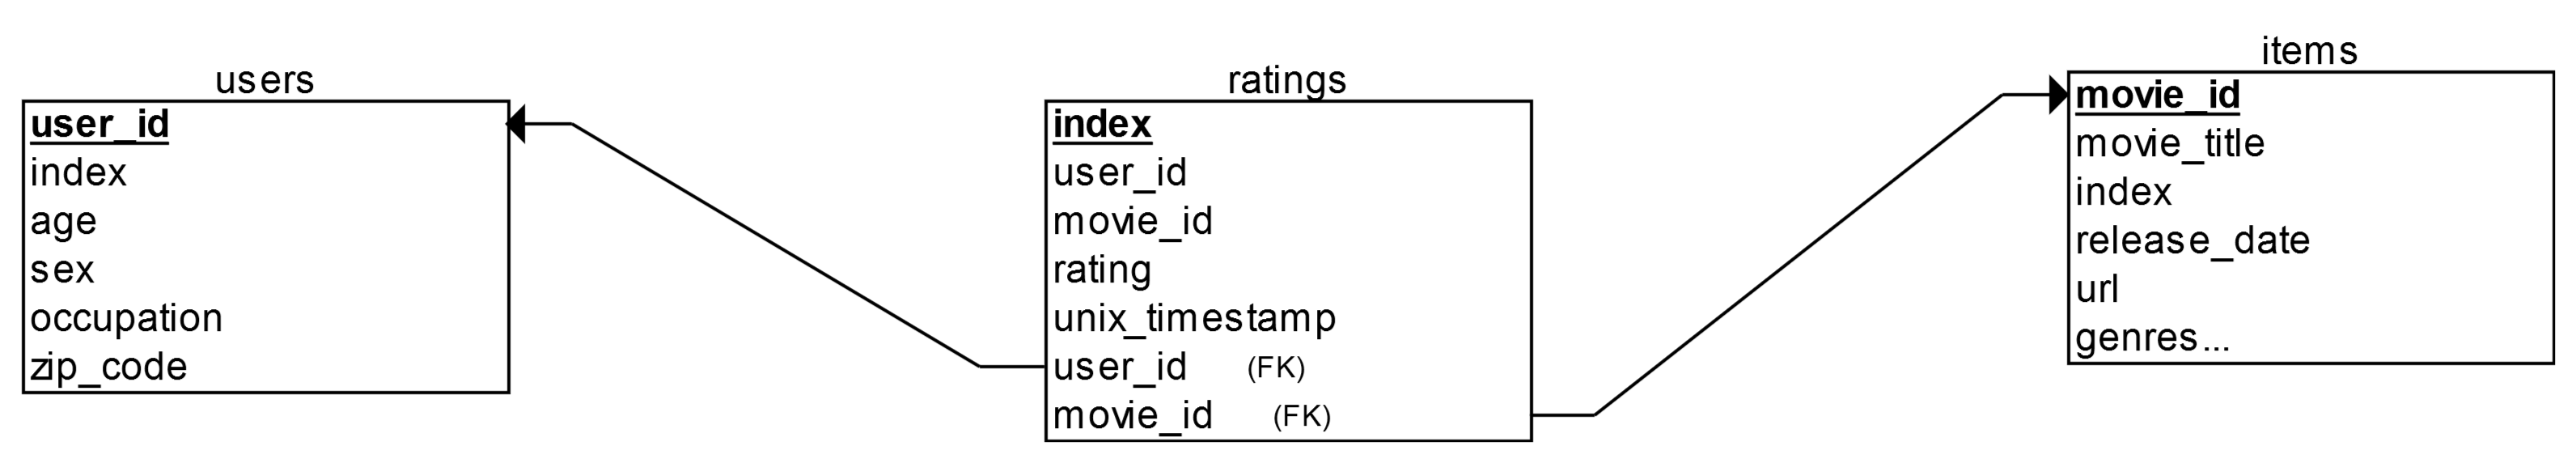 users
user_id
index
age
sex
occupation
zip_code
ratings
index
user_id
movie_id
rating
unix_timestamp
user_id (FK)
movie_id (FK)
items
movie_id
movie_title
index
release_date
url
genres...